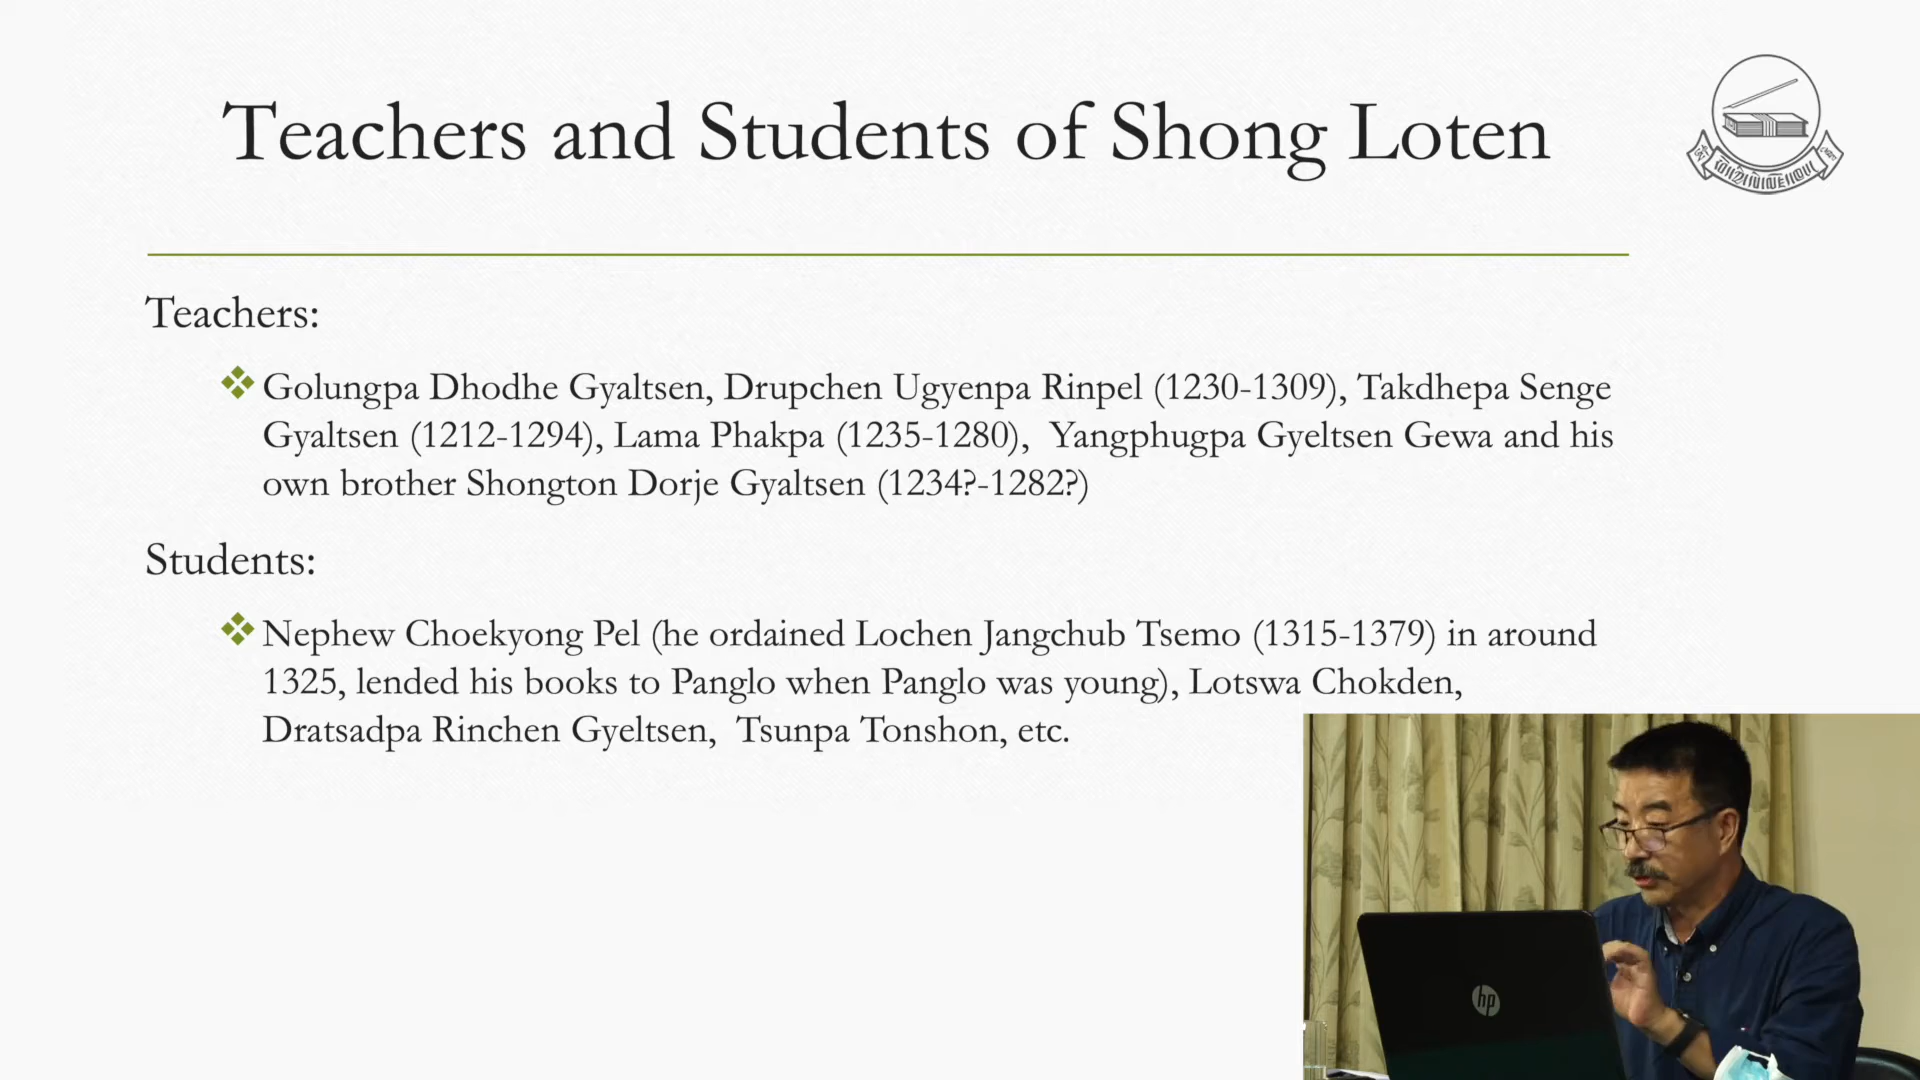 Teachers and Students of Shong Loten
Teachers:
Golungpa Dhodhe Gyaltsen, Drupchen Ugyenpa Rinpel (1230-1309), Takdhepa Senge
Gyaltsen (1212-1294), Lama Phakpa (1235-1280), Yangphugpa Gyeltsen Gewa and his
own brother Shongton Dorje Gyaltsen (1234?-1282?)
Students:
Nephew Choekyong Pel (he ordained Lochen Jangchub Tsemo (1315-1379) in around
1325, lended his books to Panglo when Panglo was young), Lotswa Chokden,
Dratsadpa Rinchen Gyeltsen, Tsunpa Tonshon, etc.
hp